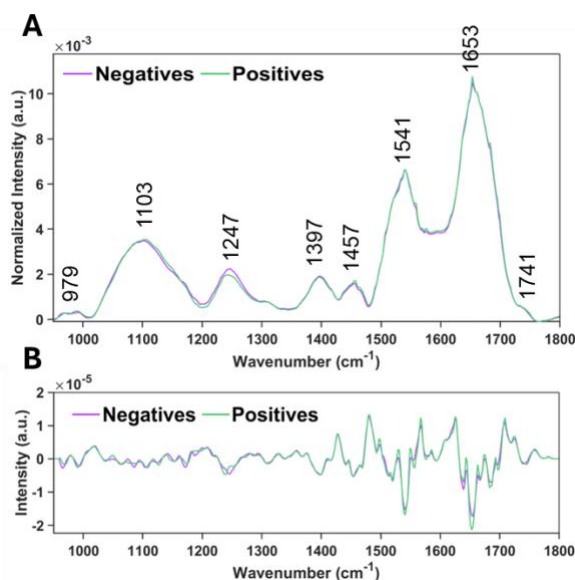 A
×10⁻³
Negatives Positives
Normalized Intensity (a.u.)
10
8
6
4
2
0
979
1103
1247
1397
1457
1541
1653
1741
1000 1100 1200 1300 1400 1500 1600 1700 1800
Wavenumber (cm⁻¹)
B
×10⁻⁵
Negatives Positives
Intensity (a.u.)
2
1
0
-1
-2
1000 1100 1200 1300 1400 1500 1600 1700 1800
Wavenumber (cm⁻¹)